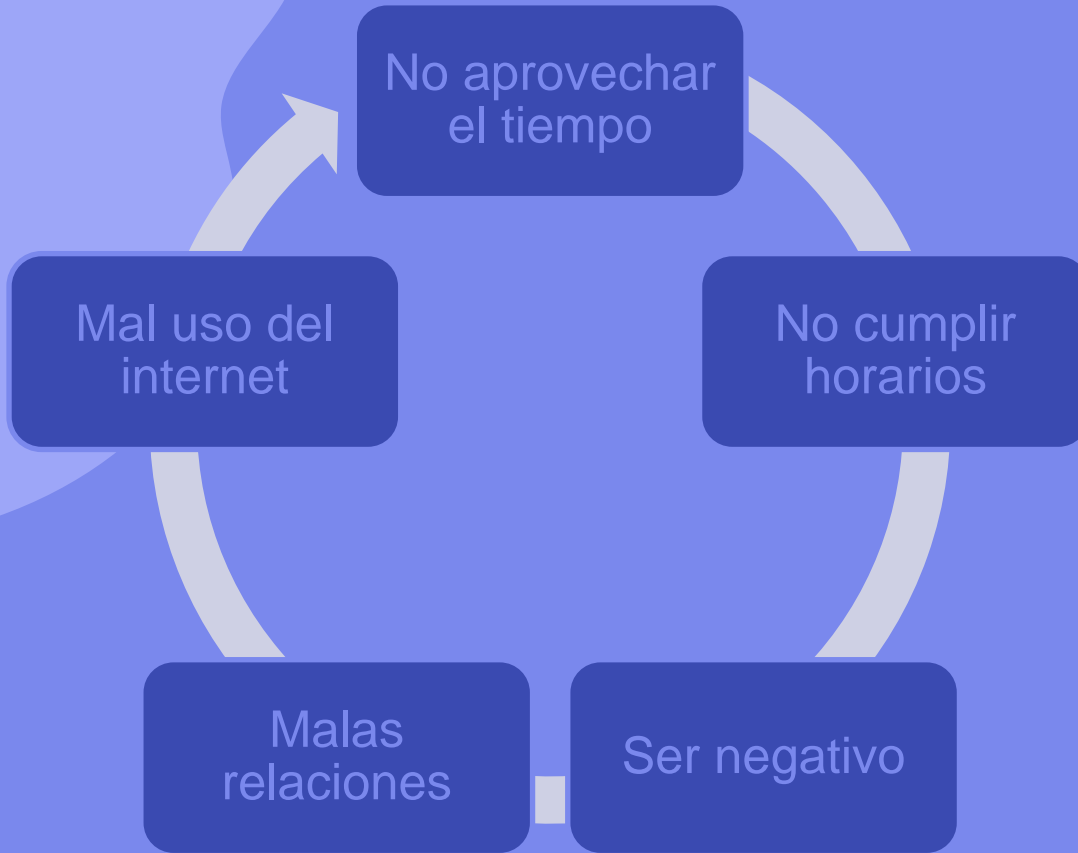 No aprovechar
el tiempo
No cumplir
horarios
Ser negativo
Malas
relaciones
Mal uso del
internet